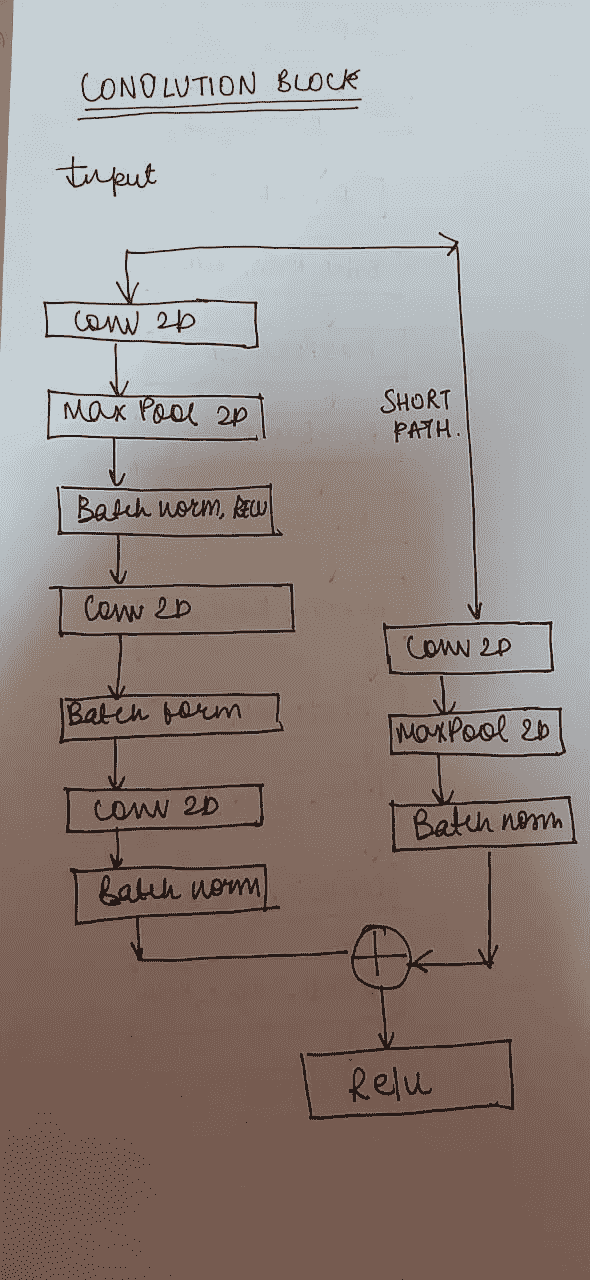 CONOLUTION BLOCK
Input
Conv 2D
Max Pool 2D
Batch norm, RELU
Conv 2D
Batch norm
Conv 2D
Batch norm
SHORT
PATH.
Conv 2D
MaxPool 2D
Batch norm
Relu